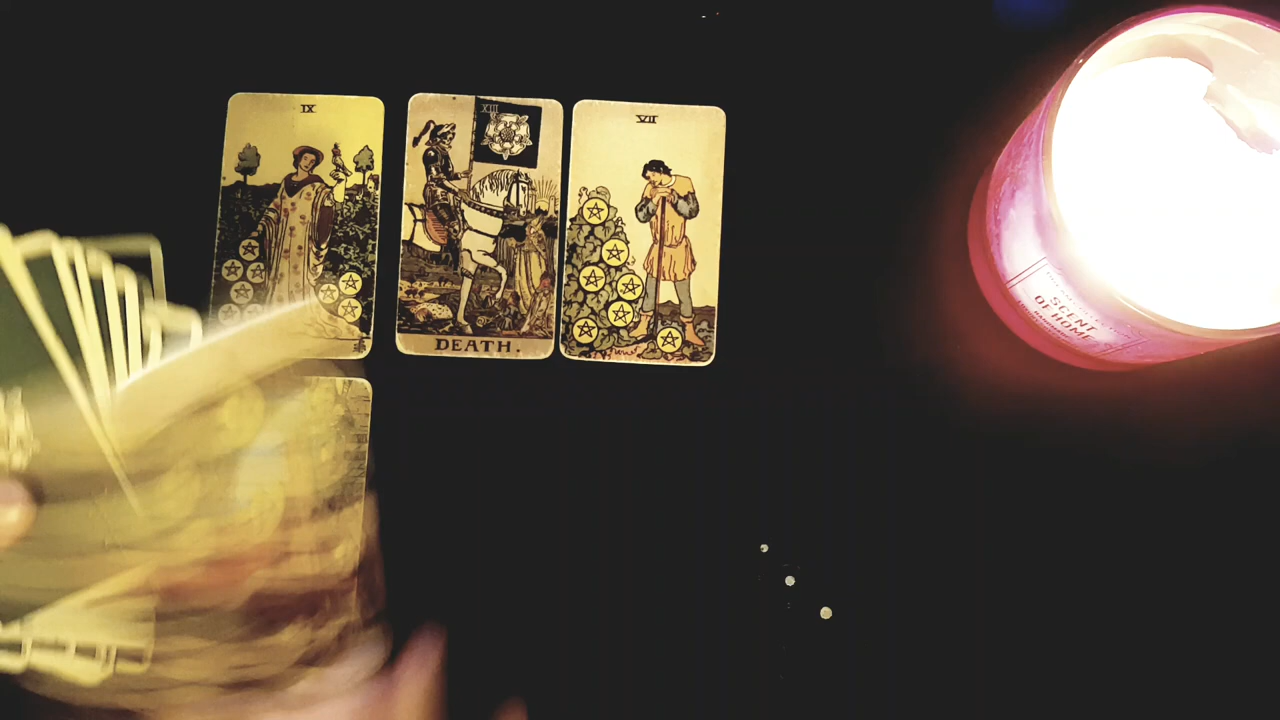 IX
XIII
VII
DEATH.
SCENT
OF HOME